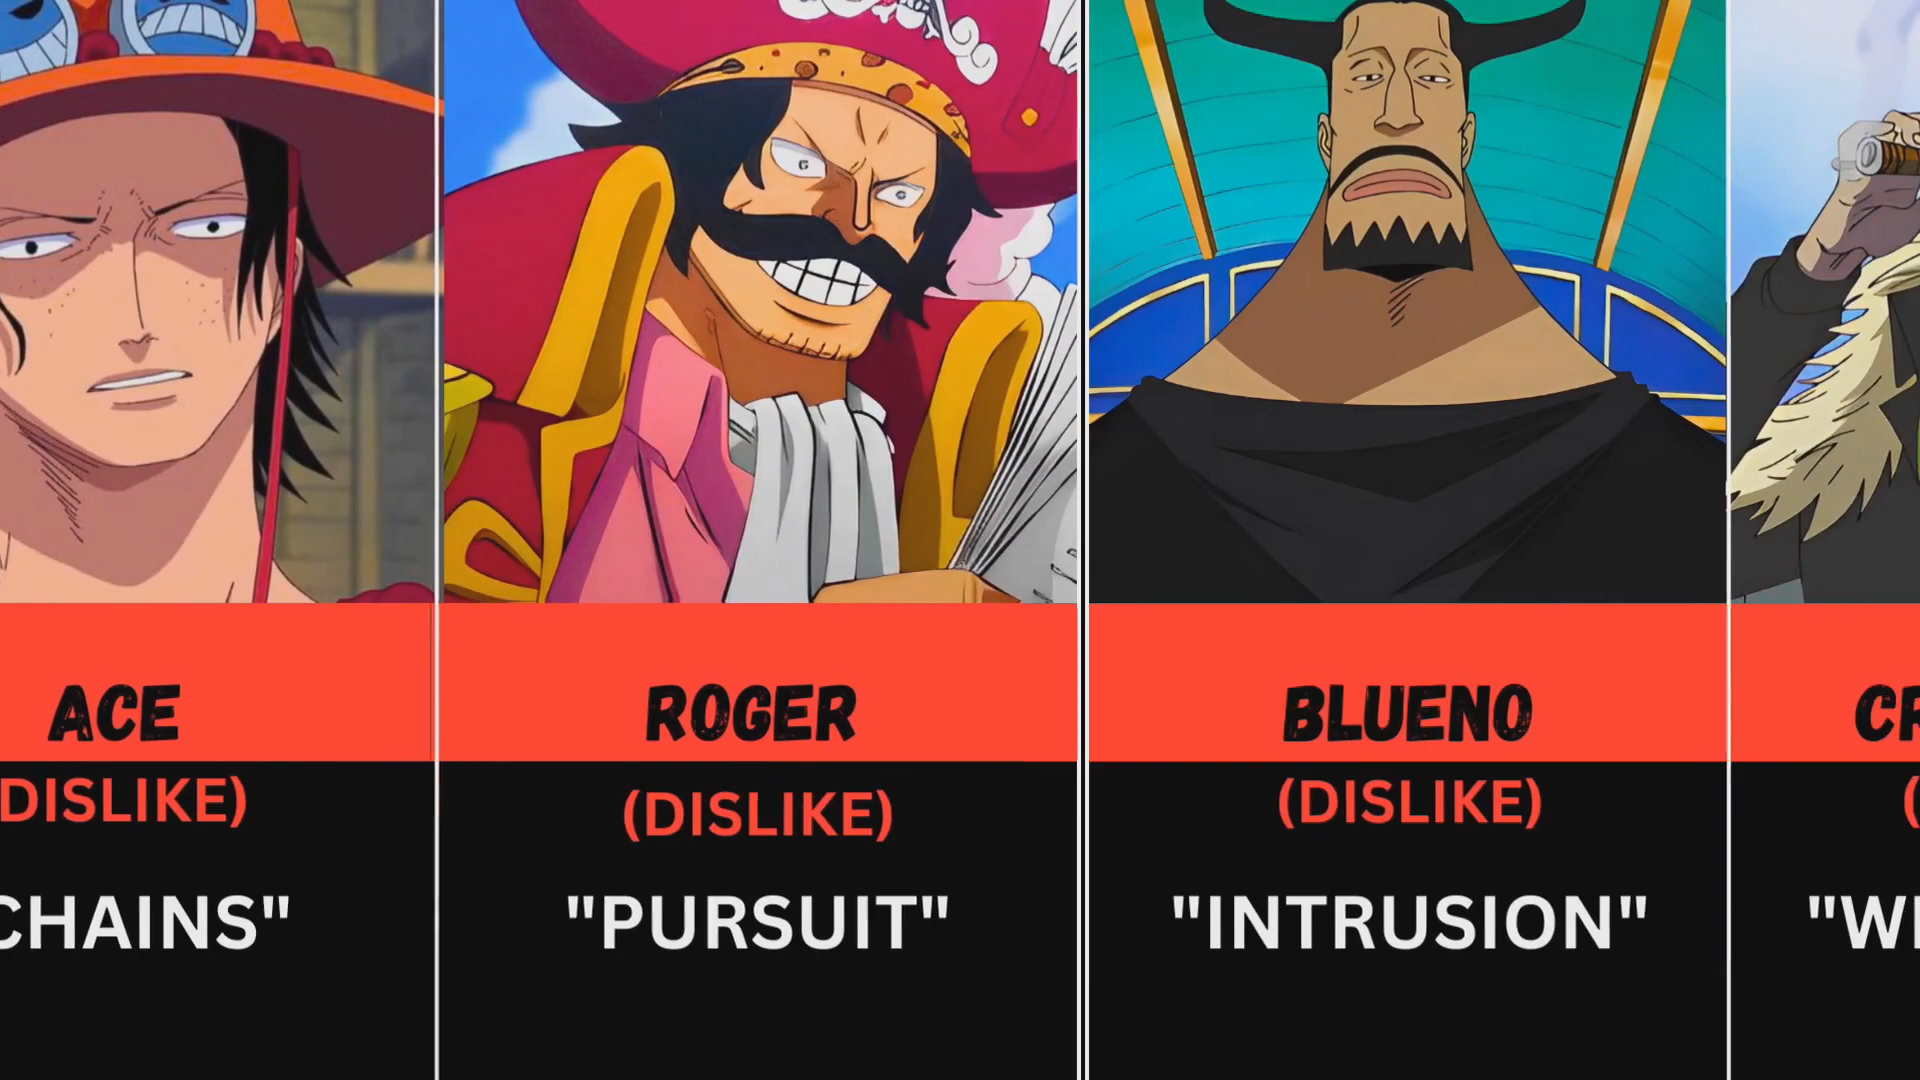 ACE
DISLIKE)
CHAINS"
ROGER
(DISLIKE)
"PURSUIT"
BLUENO
(DISLIKE)
"INTRUSION"